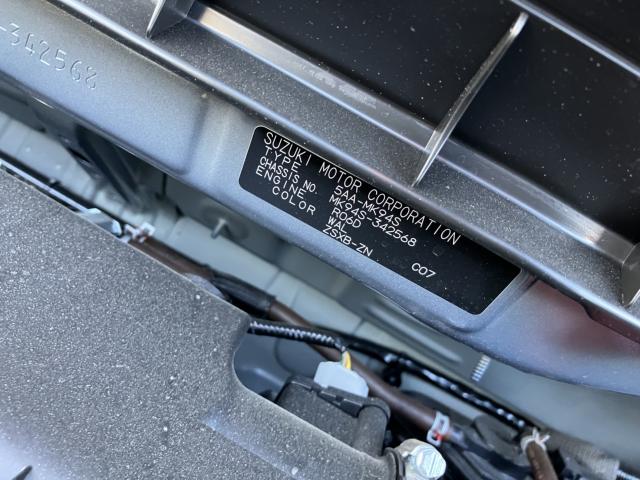 -342568
SUZUKI MOTOR CORPORATION
TYPE 5AA-MK94S
CHASSIS NO. MK94S-342568
ENGINE R06D
COLOR WAL
ZSXB-ZN C07